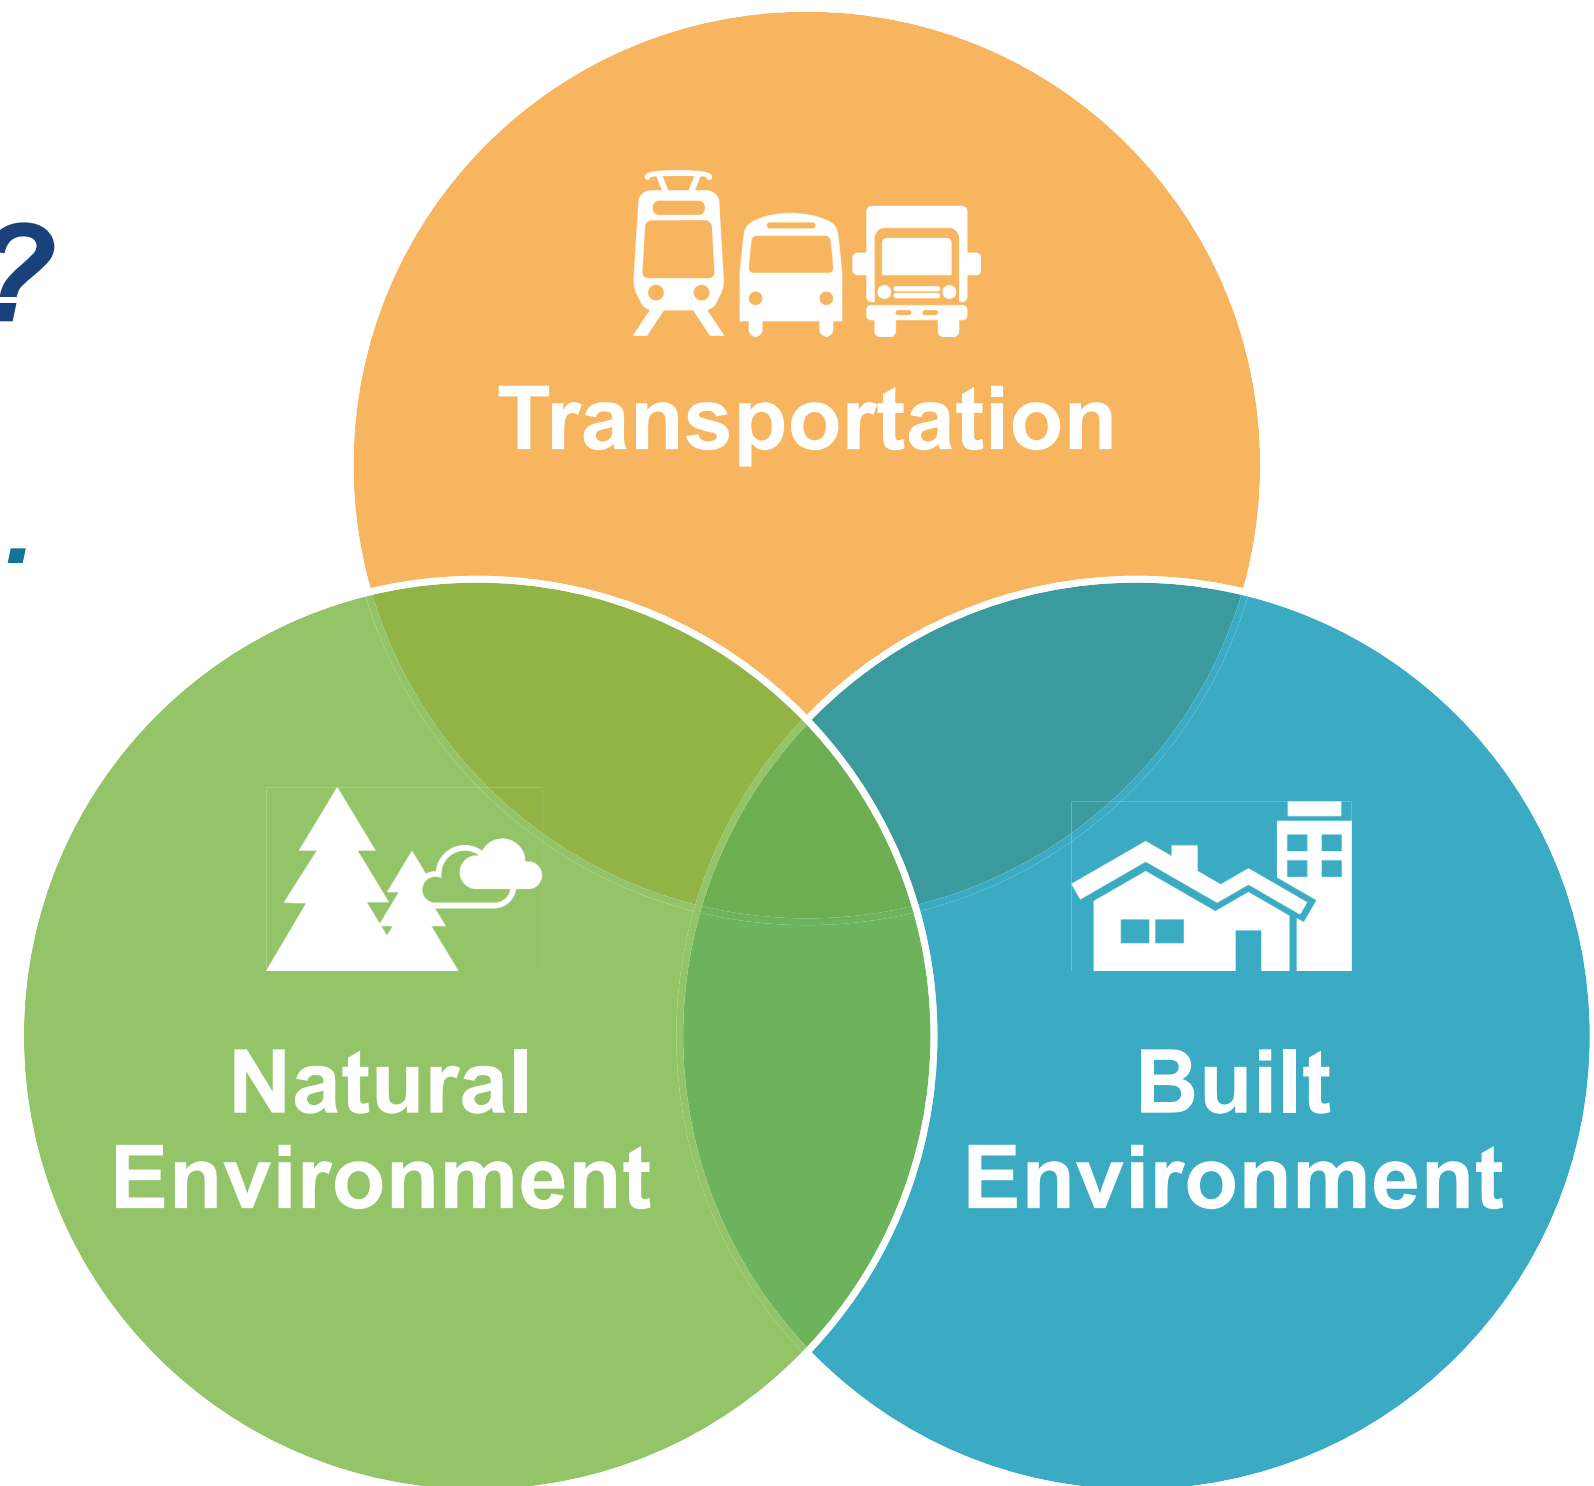 ?
Transportation
.
Natural
Environment
Built
Environment